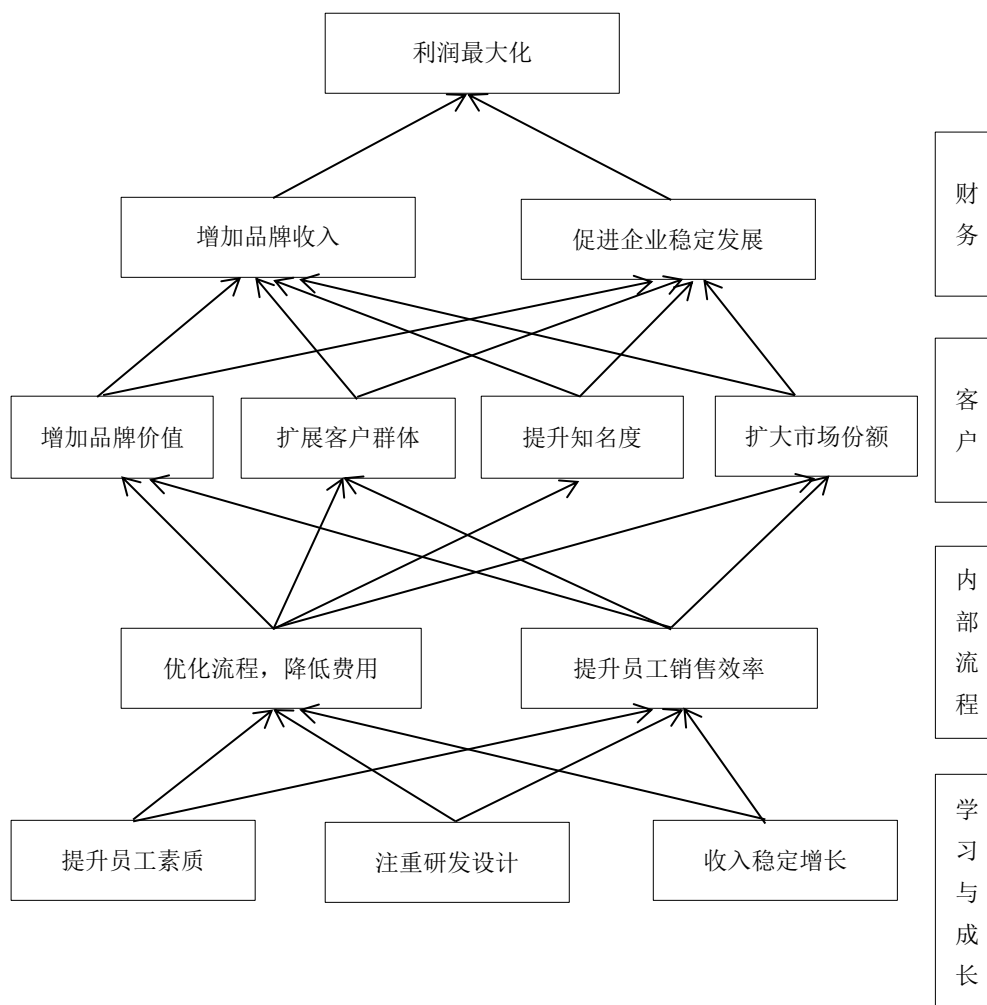 利润最大化
增加品牌收入
促进企业稳定发展
财务
增加品牌价值
扩展客户群体
提升知名度
扩大市场份额
客户
优化流程，降低费用
提升员工销售效率
内部流程
提升员工素质
注重研发设计
收入稳定增长
学习与成长